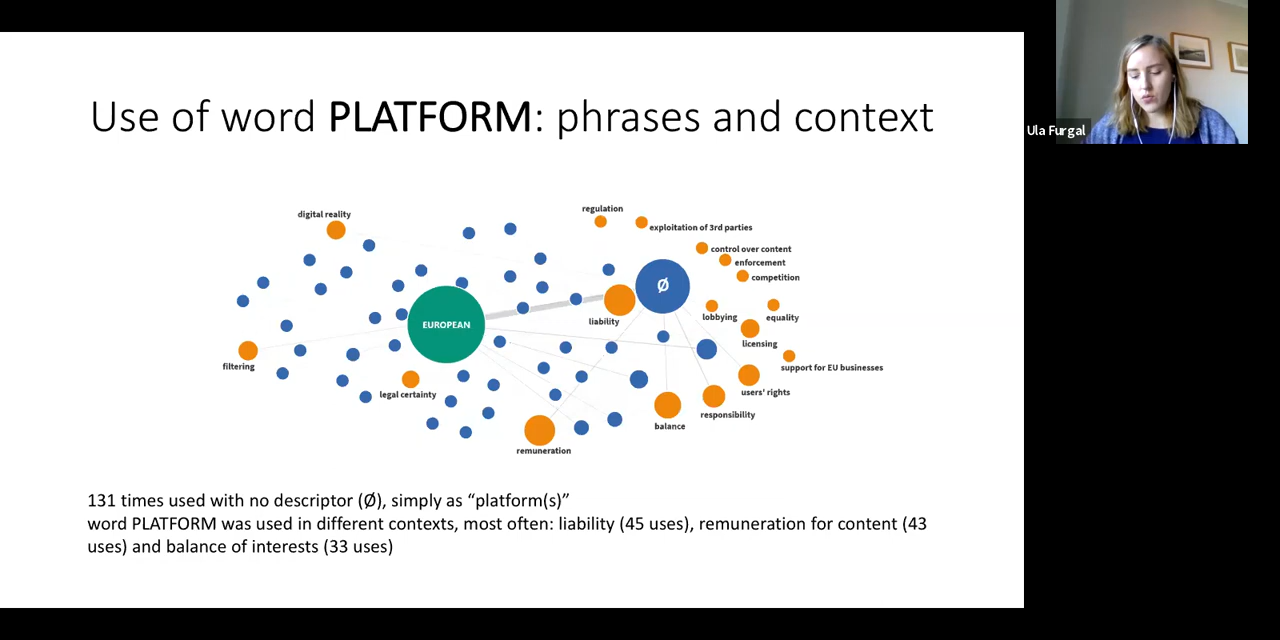 Use of word PLATFORM: phrases and context
Ula Furgal
digital reality
regulation
exploitation of 3rd parties
control over content
enforcement
competition
Ø
EUROPEAN
liability
lobbying
equality
licensing
filtering
support for EU businesses
legal certainty
users' rights
responsibility
balance
remuneration
131 times used with no descriptor (Ø), simply as “platform(s)”
word PLATFORM was used in different contexts, most often: liability (45 uses), remuneration for content (43
uses) and balance of interests (33 uses)